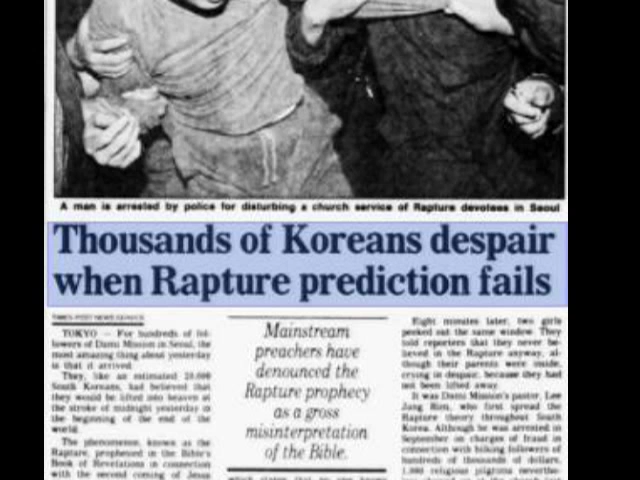 A man is arrested by police for disturbing a church service of Rapture devotees in Seoul
Thousands of Koreans despair
when Rapture prediction fails
TOKYO — For hundreds of fol-
lowers of Dami Mission in Seoul, the
most amazing thing about yesterday
is that it arrived.
They, like an estimated 20,000
South Koreans, had believed that
they would be lifted into heaven at
the stroke of midnight yesterday in
the beginning of the end of the
world.
The phenomenon, known as the
Rapture, prophesied in the Bible's
Book of Revelations in connection
with the second coming of Jesus
Mainstream
preachers have
denounced the
Rapture prophecy
as a gross
misinterpretation
of the Bible.
Eight minutes later, two girls
peeked out the same window. They
told reporters that they never be-
lieved in the Rapture anyway, al-
though their parents were inside,
crying in despair, because they had
not been lifted away.
It was Dami Mission's pastor, Lee
Jang Rim, who first spread the
Rapture theory throughout South
Korea. Although he was arrested in
September on charges of fraud in
connection with bilking followers of
hundreds of thousands of dollars,
1,000 religious pilgrims neverthe-